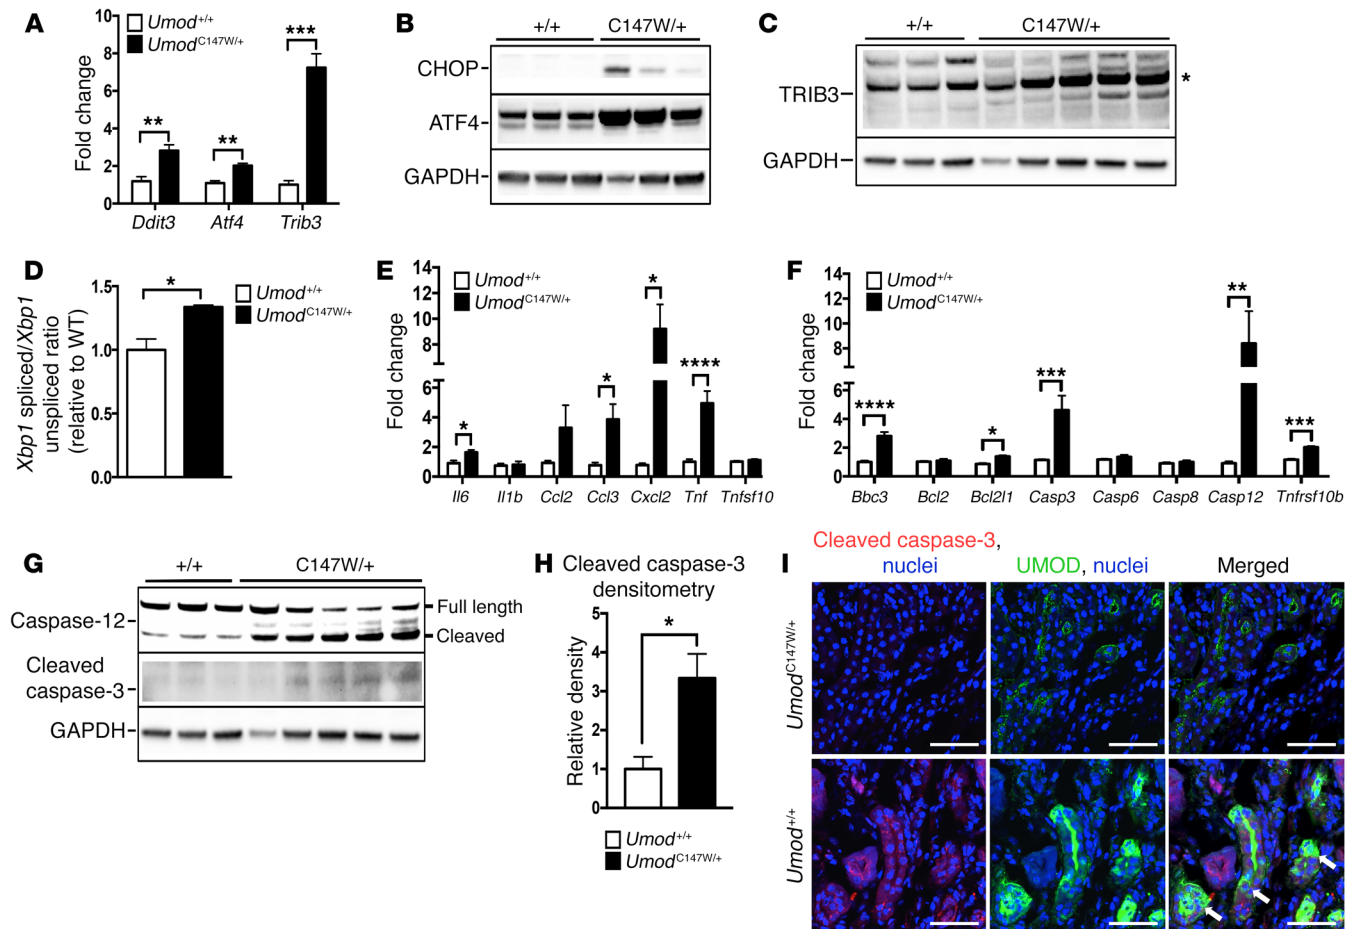 A
Umod+/+
UmodC147W/+
Fold change
10
8
6
4
2
0
**
**
***
Ddit3 Atf4 Trib3
B
+/+ C147W/+
CHOP
ATF4
GAPDH
C
+/+ C147W/+
TRIB3
*
GAPDH
D
Xbp1 spliced/Xbp1
unspliced ratio
(relative to WT)
1.5
1.0
0.5
0.0
*
Umod+/+
UmodC147W/+
E
Fold change
14
12
10
8
6
4
2
0
Umod+/+
UmodC147W/+
*
*
*
****
Il6 Il1b Ccl2 Ccl3 Cxcl2 Tnf Tnfsf10
F
Fold change
14
12
10
8
6
4
2
0
Umod+/+
UmodC147W/+
****
*
***
**
***
Bbc3 Bcl2 Bcl2l1 Casp3 Casp6 Casp8 Casp12 Tnfrsf10b
G
+/+ C147W/+
Caspase-12
Full length
Cleaved
Cleaved
caspase-3
GAPDH
H
Cleaved caspase-3
densitometry
Relative density
5
4
3
2
1
0
*
Umod+/+
UmodC147W/+
I
Cleaved caspase-3,
nuclei
UMOD, nuclei
Merged
UmodC147W/+
Umod+/+